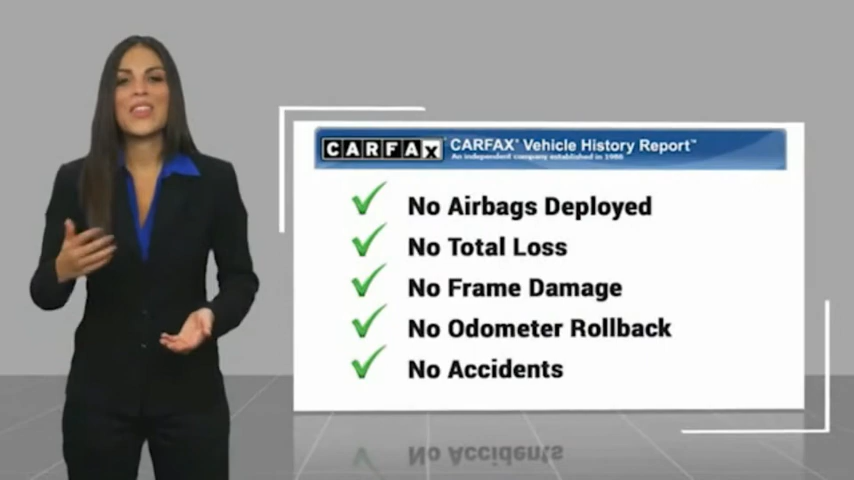 CARFAX CARFAX® Vehicle History Report™
An independent company established in 1986
No Airbags Deployed
No Total Loss
No Frame Damage
No Odometer Rollback
No Accidents
No Accidents